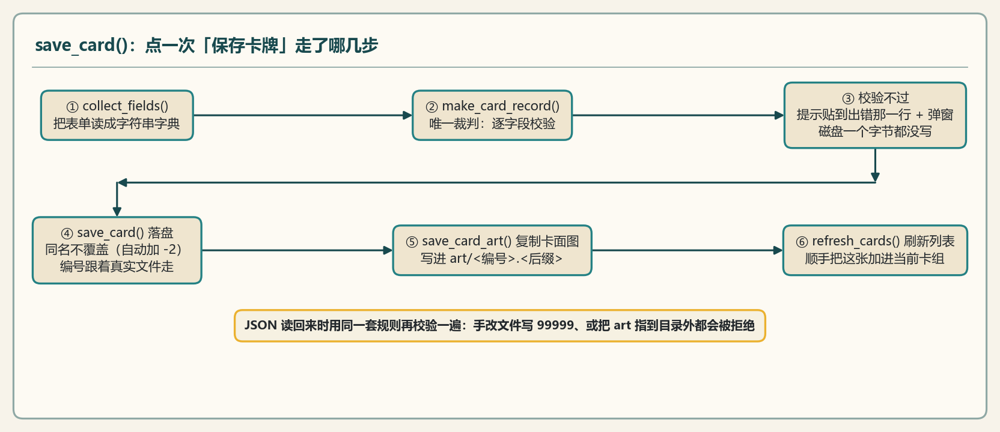 save_card()：点一次「保存卡牌」走了哪几步
① collect_fields()
把表单读成字符串字典
② make_card_record()
唯一裁判：逐字段校验
③ 校验不过
提示贴到出错那一行 + 弹窗
磁盘一个字节都没写
④ save_card() 落盘
同名不覆盖（自动加 -2）
编号跟着真实文件走
⑤ save_card_art() 复制卡面图
写进 art/<编号>.<后缀>
⑥ refresh_cards() 刷新列表
顺手把这张加进当前卡组
JSON 读回来时用同一套规则再校验一遍：手改文件写 99999、或把 art 指到目录外都会被拒绝